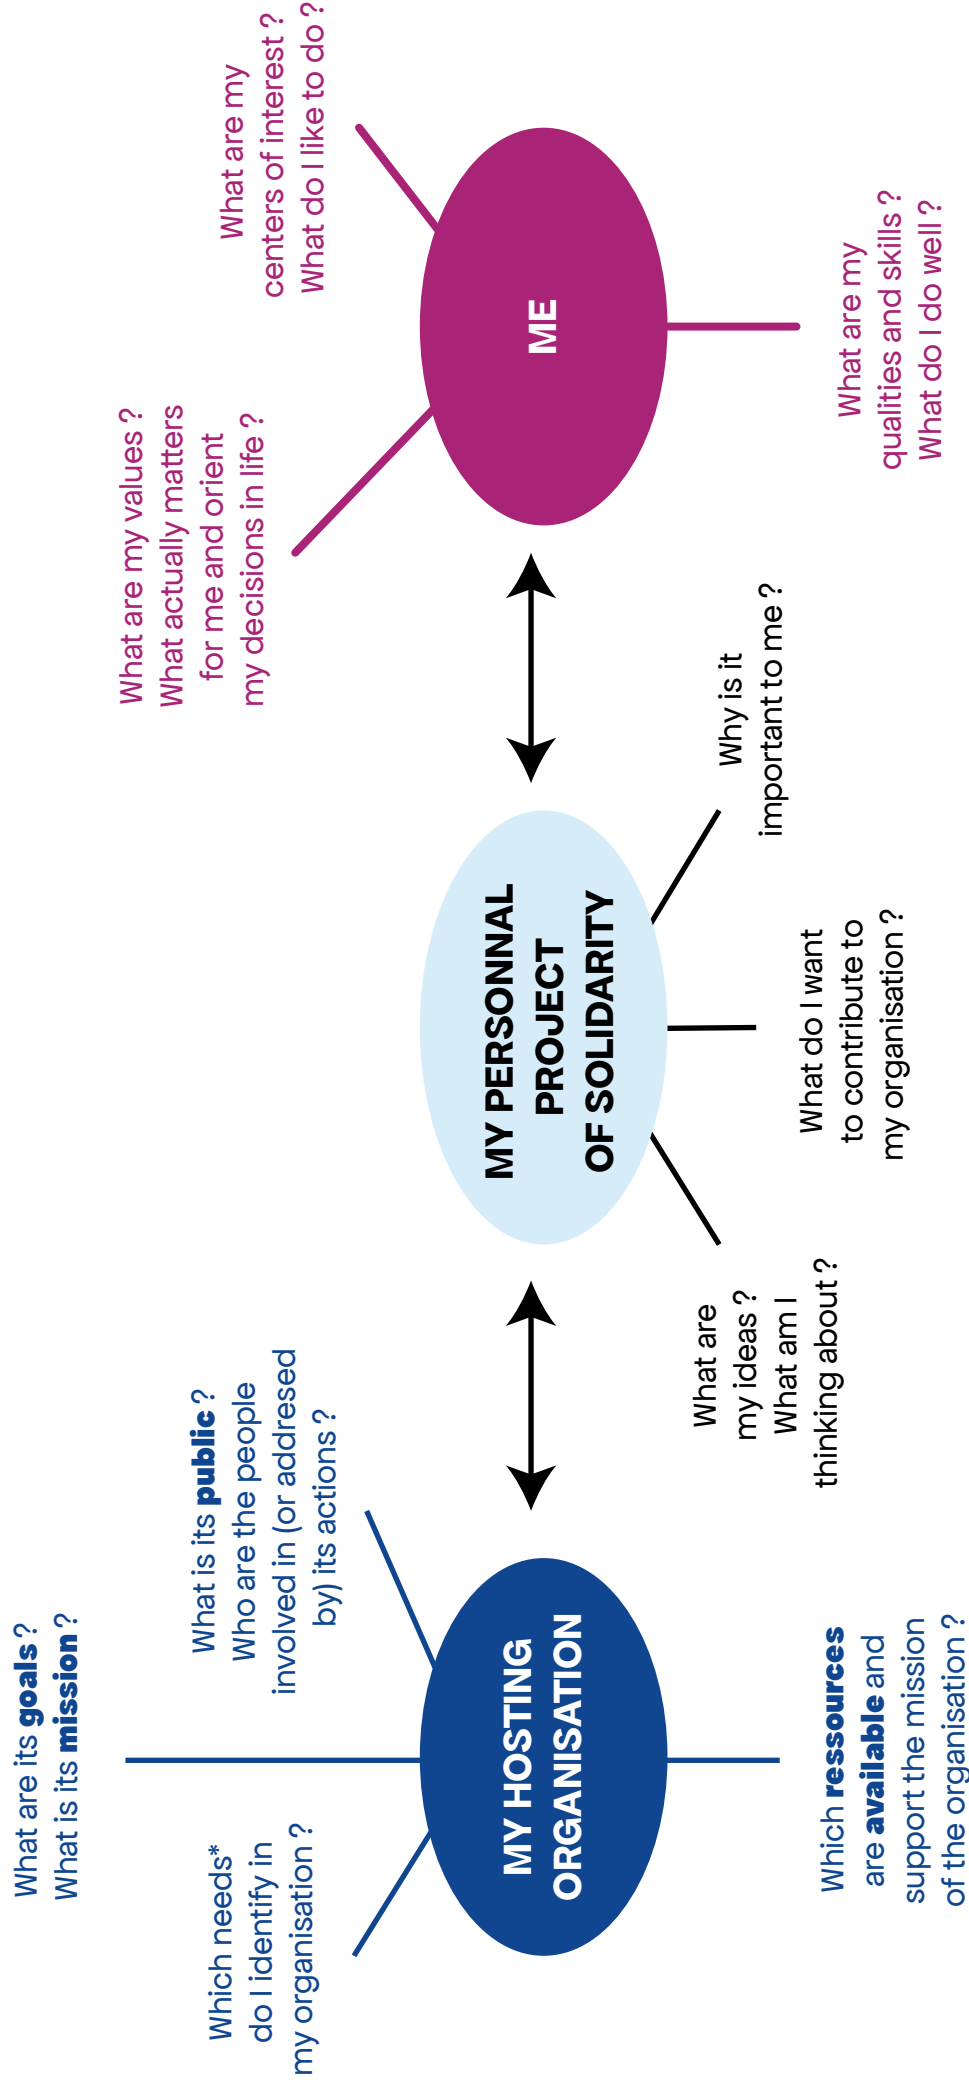 What are its goals ?
What is its mission ?
Which needs*
do I identify in
my organisation ?
What is its public ?
Who are the people
involved in (or addresed
by) its actions ?
MY HOSTING
ORGANISATION
Which ressources
are available and
support the mission
of the organisation ?
MY PERSONNAL
PROJECT
OF SOLIDARITY
What are
my ideas ?
What am I
thinking about ?
What do I want
to contribute to
my organisation ?
Why is it
important to me ?
What are my values ?
What actually matters
for me and orient
my decisions in life ?
What are my
centers of interest ?
What do I like to do ?
ME
What are my
qualities and skills ?
What do I do well ?